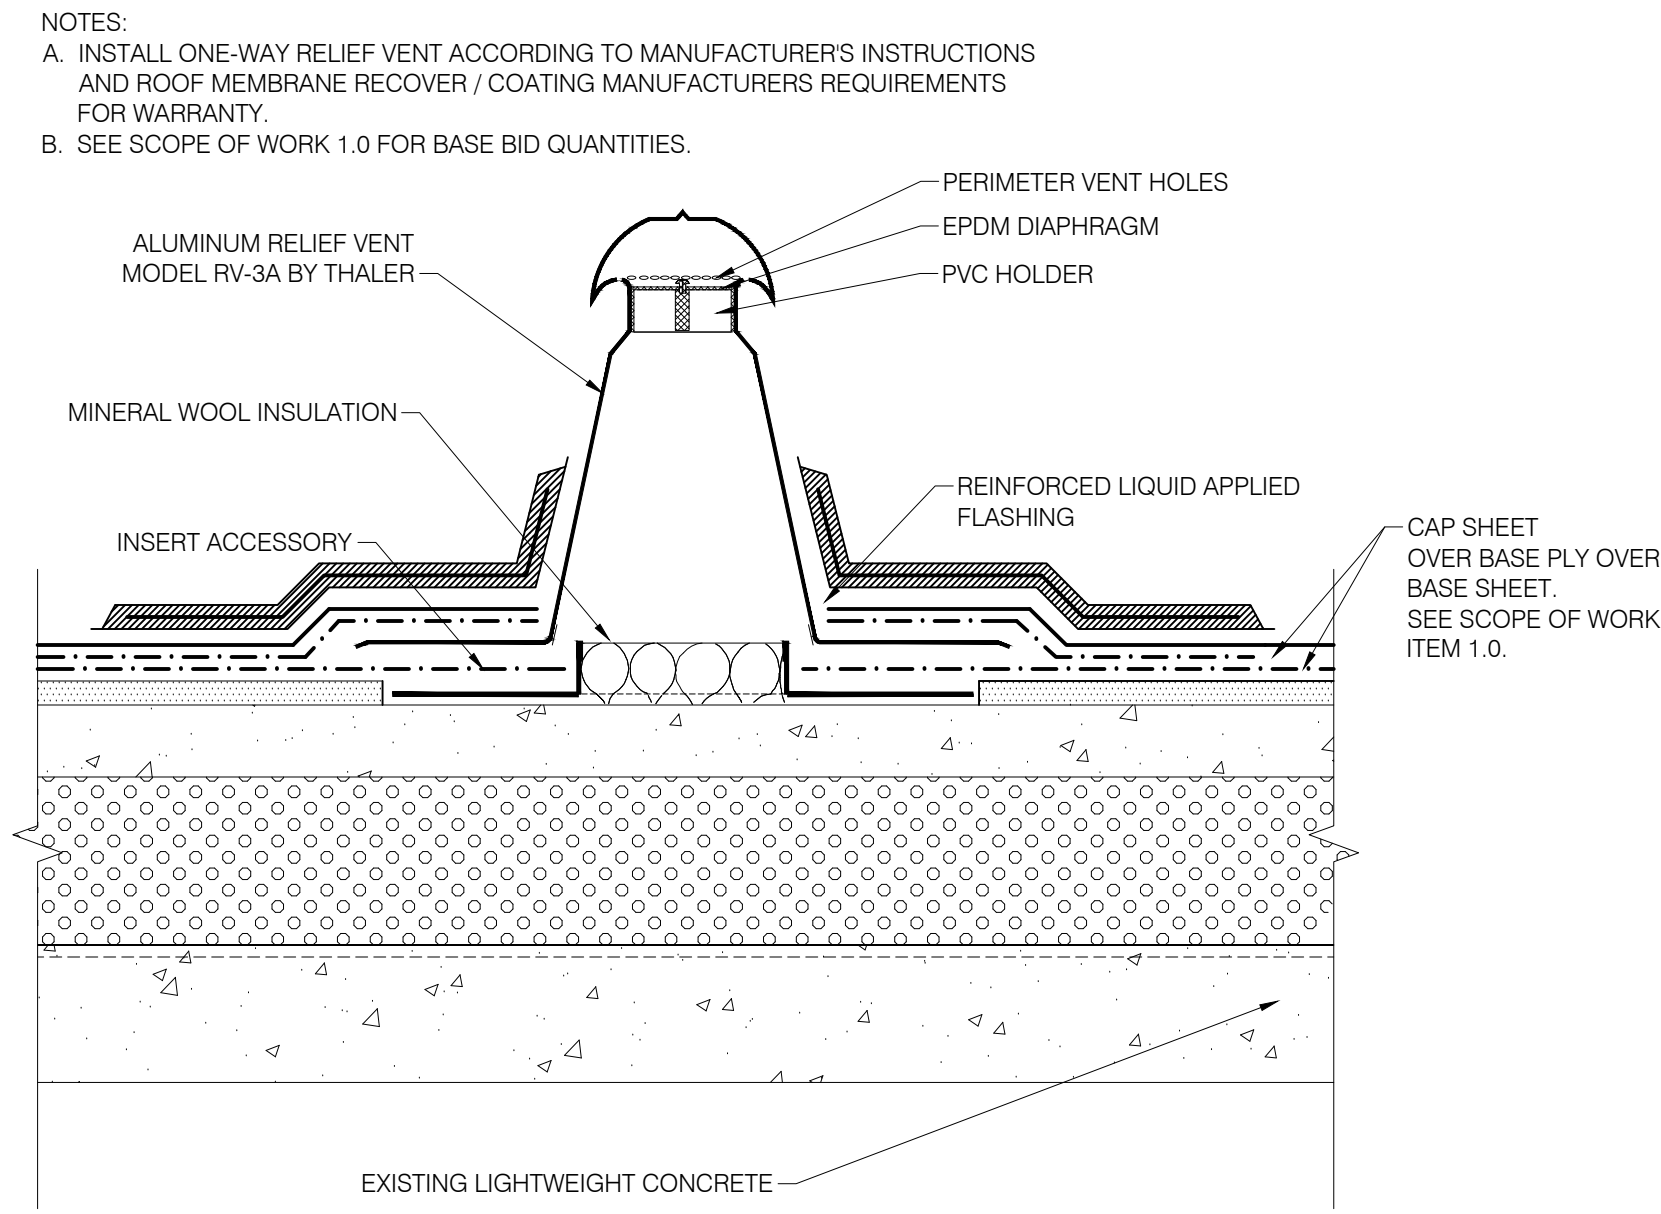 NOTES:
A. INSTALL ONE-WAY RELIEF VENT ACCORDING TO MANUFACTURER'S INSTRUCTIONS
AND ROOF MEMBRANE RECOVER / COATING MANUFACTURERS REQUIREMENTS
FOR WARRANTY.
B. SEE SCOPE OF WORK 1.0 FOR BASE BID QUANTITIES.
PERIMETER VENT HOLES
EPDM DIAPHRAGM
PVC HOLDER
ALUMINUM RELIEF VENT
MODEL RV-3A BY THALER
MINERAL WOOL INSULATION
INSERT ACCESSORY
REINFORCED LIQUID APPLIED
FLASHING
CAP SHEET
OVER BASE PLY OVER
BASE SHEET.
SEE SCOPE OF WORK
ITEM 1.0.
EXISTING LIGHTWEIGHT CONCRETE